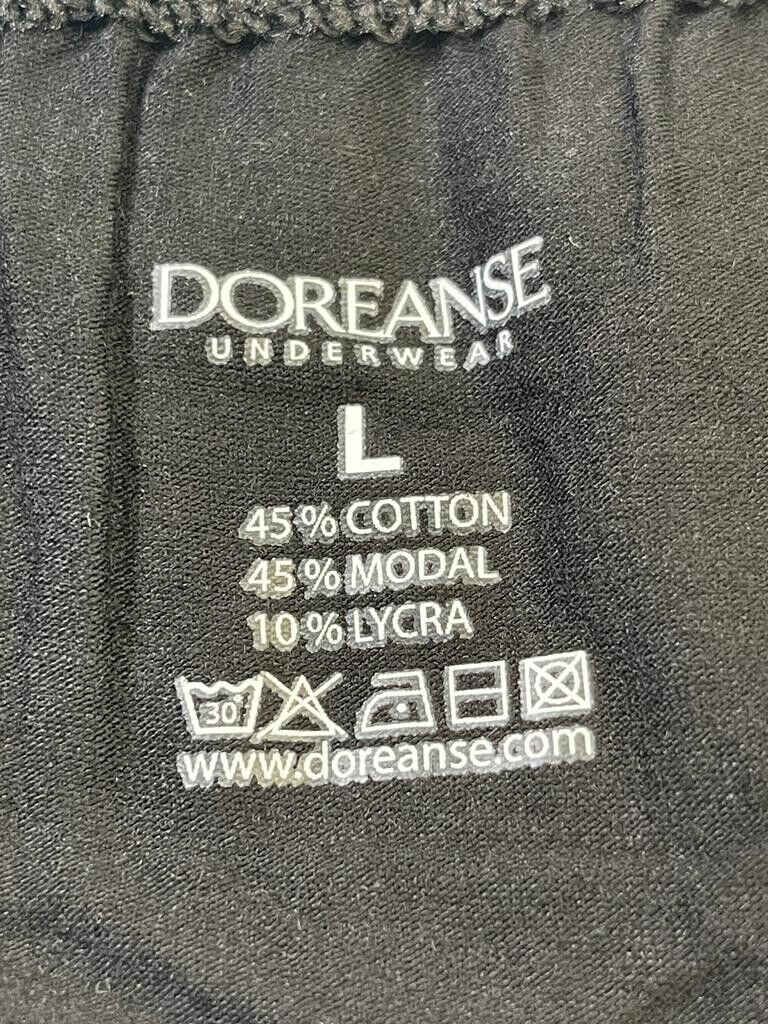 DOREANSE
UNDERWEAR
L
45% COTTON
45% MODAL
10% LYCRA
30
www.doreanse.com